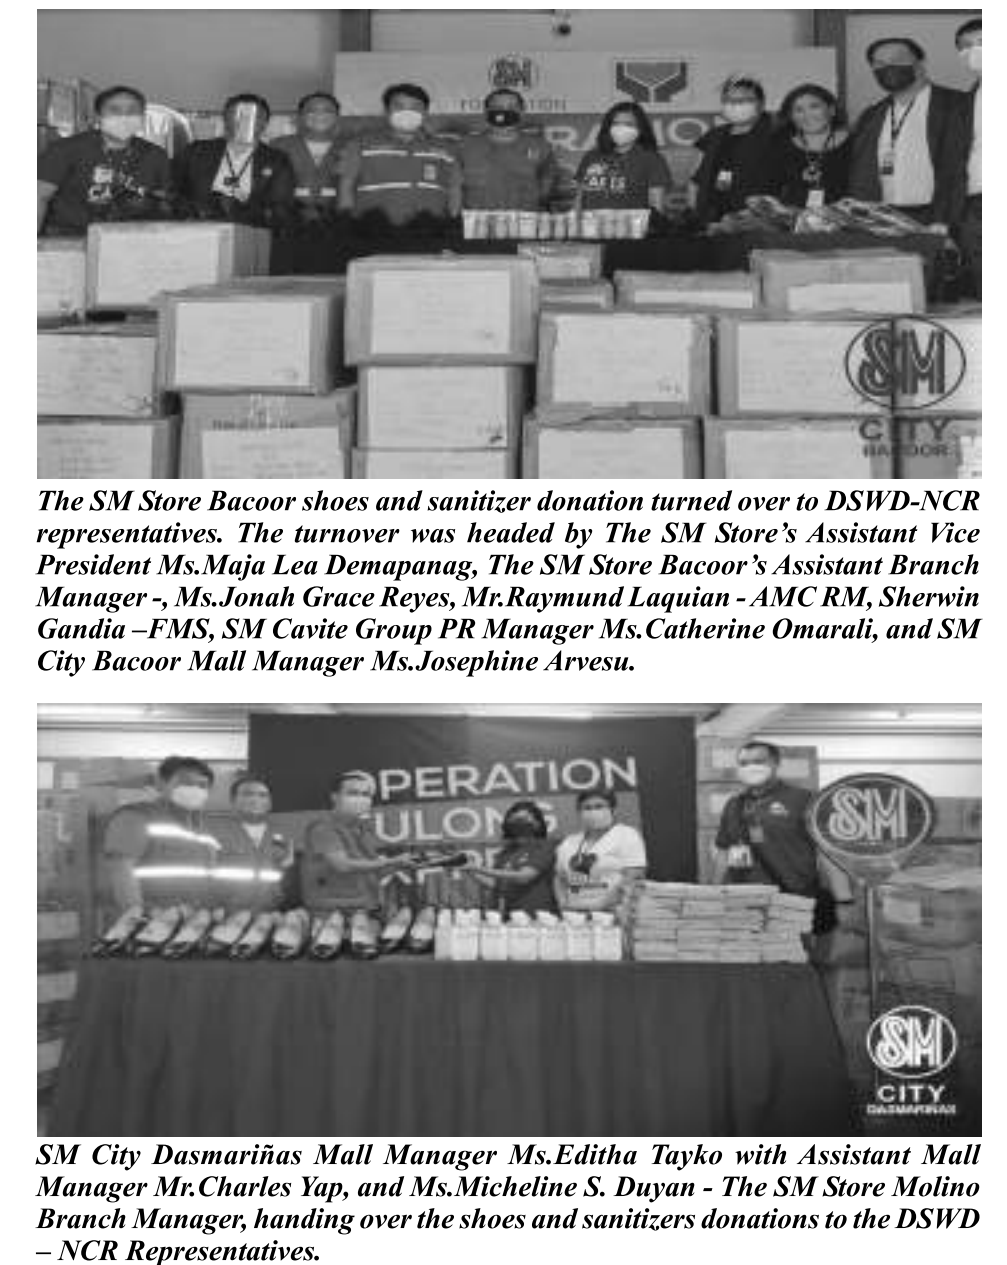 SM
FOUNDATION
SM
CITY
BACOOR
The SM Store Bacoor shoes and sanitizer donation turned over to DSWD-NCR
representatives. The turnover was headed by The SM Store’s Assistant Vice
President Ms.Maja Lea Demapanag, The SM Store Bacoor’s Assistant Branch
Manager -, Ms.Jonah Grace Reyes, Mr.Raymund Laquian - AMC RM, Sherwin
Gandia –FMS, SM Cavite Group PR Manager Ms.Catherine Omarali, and SM
City Bacoor Mall Manager Ms.Josephine Arvesu.
OPERATION
TULONG
SM
SM
CITY
DASMARIÑAS
SM City Dasmariñas Mall Manager Ms.Editha Tayko with Assistant Mall
Manager Mr.Charles Yap, and Ms.Micheline S. Duyan - The SM Store Molino
Branch Manager, handing over the shoes and sanitizers donations to the DSWD
– NCR Representatives.